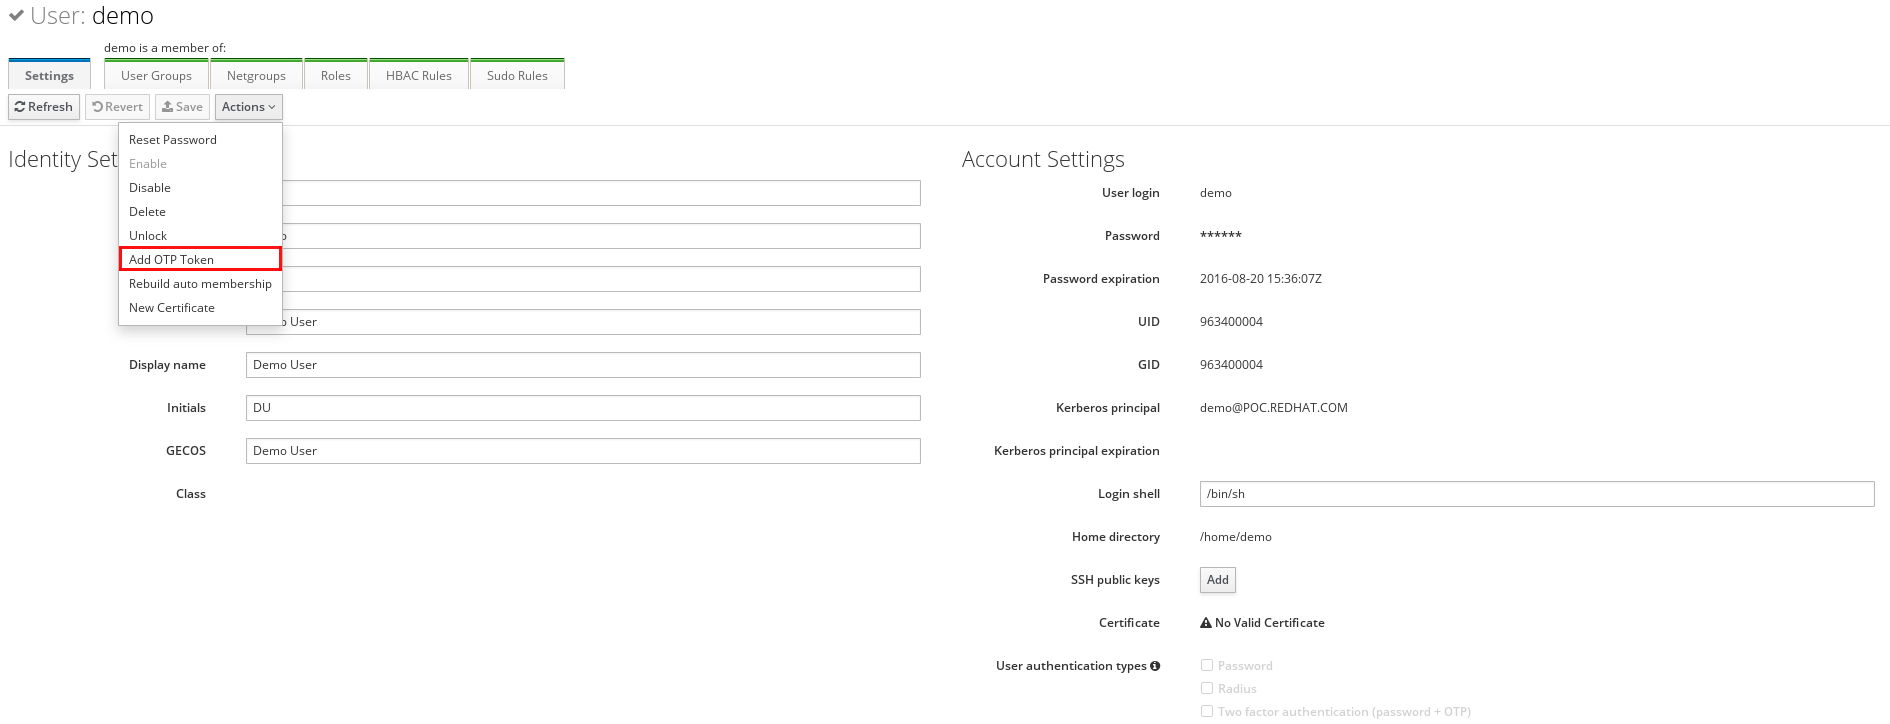 User: demo
demo is a member of:
Settings User Groups Netgroups Roles HBAC Rules Sudo Rules
Refresh Revert Save Actions
Reset Password
Enable
Disable
Delete
Unlock
Add OTP Token
Rebuild auto membership
New Certificate
Identity Set
o
o User
Display name Demo User
Initials DU
GECOS Demo User
Class
Account Settings
User login demo
Password ******
Password expiration 2016-08-20 15:36:07Z
UID 963400004
GID 963400004
Kerberos principal demo@POC.REDHAT.COM
Kerberos principal expiration
Login shell /bin/sh
Home directory /home/demo
SSH public keys Add
Certificate No Valid Certificate
User authentication types Password
Radius
Two factor authentication (password + OTP)